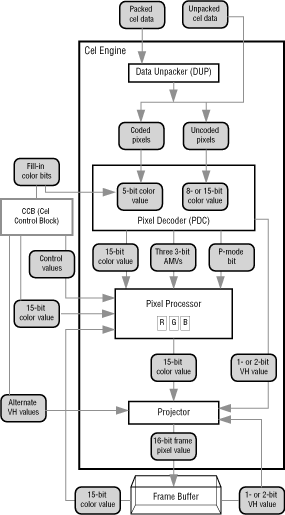 Packed
cel data
Unpacked
cel data
Cel Engine
Data Unpacker (DUP)
Coded
pixels
Uncoded
pixels
Fill-in
color bits
5-bit color
value
8- or 15-bit
color value
Pixel Decoder (PDC)
CCB (Cel
Control Block)
Control
values
15-bit
color value
Three 3-bit
AMVs
P-mode
bit
15-bit
color value
Pixel Processor
R G B
15-bit
color value
1- or 2-bit
VH value
Alternate
VH values
Projector
16-bit frame
pixel value
15-bit
color value
Frame Buffer
1- or 2-bit
VH value